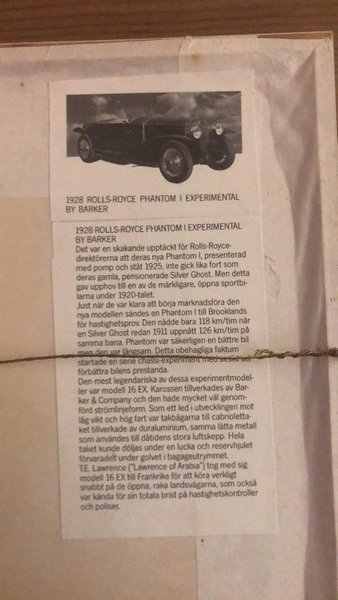 1928 ROLLS-ROYCE PHANTOM I EXPERIMENTAL
BY BARKER
1928 ROLLS-ROYCE PHANTOM I EXPERIMENTAL
BY BARKER
Det var en skakande upptäckt för Rolls-Royce-
direktörerna att deras nya Phantom I, presenterad
med pomp och ståt 1925, inte gick lika fort som
deras gamla, pensionerade Silver Ghost. Men detta
gav upphov till en av de märkligare, öppna sportbi-
larna under 1920-talet.
Just när de var klara att börja marknadsföra den
nya modellen sändes en Phantom I till Brooklands
för hastighetsprov. Den nådde bara 118 km/tim när
en Silver Ghost redan 1911 uppnått 126 km/tim på
samma bana. Phantom var säkerligen en bättre bil
men den var långsam. Detta obehagliga faktum
startade en serie chassi-experiment med avsikt att
förbättra bilens prestanda.
Den mest legendariska av dessa experimentmodel-
ler var modell 16 EX. Karossen tillverkades av Bar-
ker & Company och den hade mycket väl genom-
förd strömlinjeform. Som ett led i utvecklingen mot
låg vikt och hög fart var takbågarna till cabrioletta-
ket tillverkade av duraluminium, samma lätta metall
som användes till dåtidens stora luftskepp. Hela
taket kunde döljas under en lucka och reservhjulet
förvarades under golvet i bagageutrymmet.
T.E. Lawrence ("Lawrence of Arabia") tog med sig
modell 16 EX till Frankrike för att köra verkligt
snabbt på de öppna, raka landsvägarna, som också
var kända för sin totala brist på hastighetskontroller
och poliser.